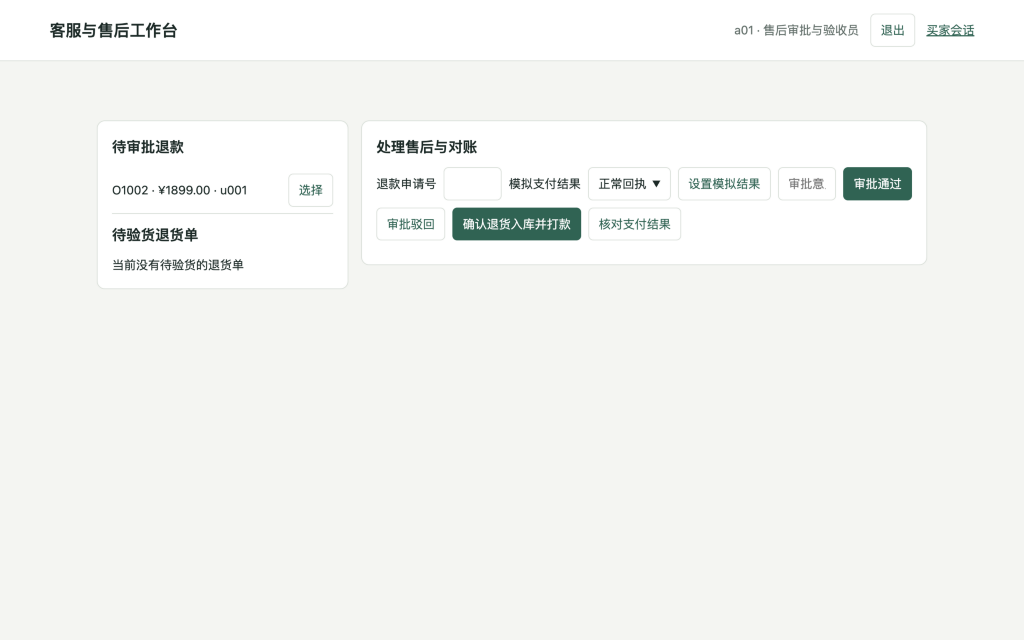 客服与售后工作台
a01 · 售后审批与验收员 退出 买家会话
待审批退款
O1002 · ¥1899.00 · u001 选择
待验货退货单
当前没有待验货的退货单
处理售后与对账
退款申请号 模拟支付结果 正常回执 ▼ 设置模拟结果 审批意 审批通过
审批驳回 确认退货入库并打款 核对支付结果